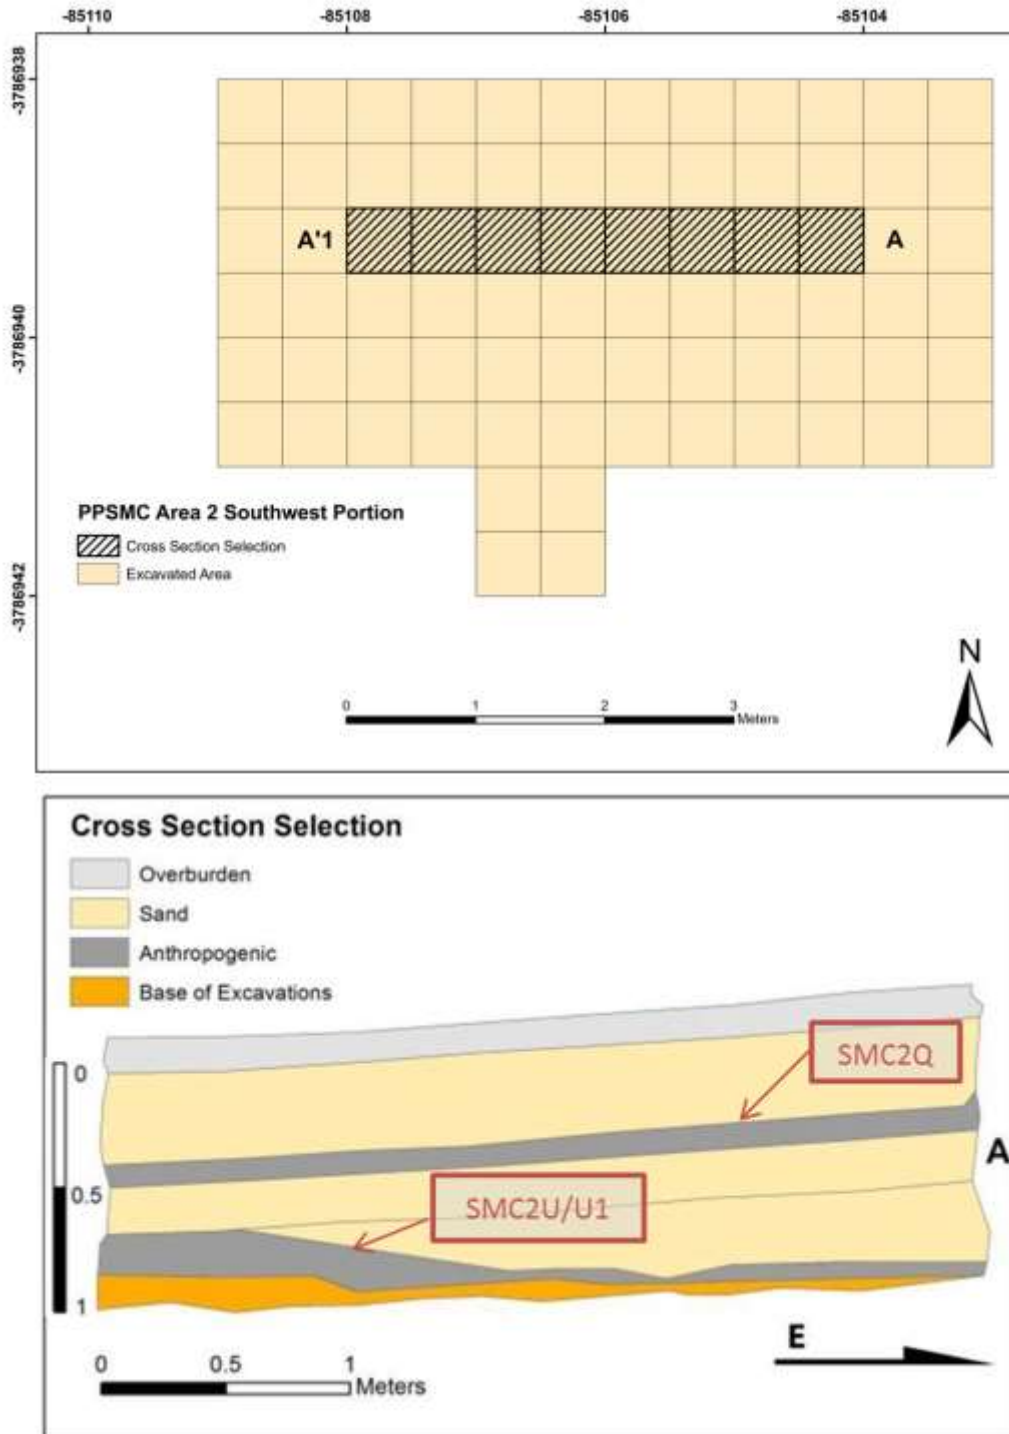 -85110 -85108 -85106 -85104
-3786938
-3786940
-3786942
A'1 A
PPSMC Area 2 Southwest Portion
Cross Section Selection
Excavated Area
N
0 1 2 3
Meters
Cross Section Selection
Overburden
Sand
Anthropogenic
Base of Excavations
SMC2Q
0
0.5
1
A
SMC2U/U1
E
0 0.5 1
Meters